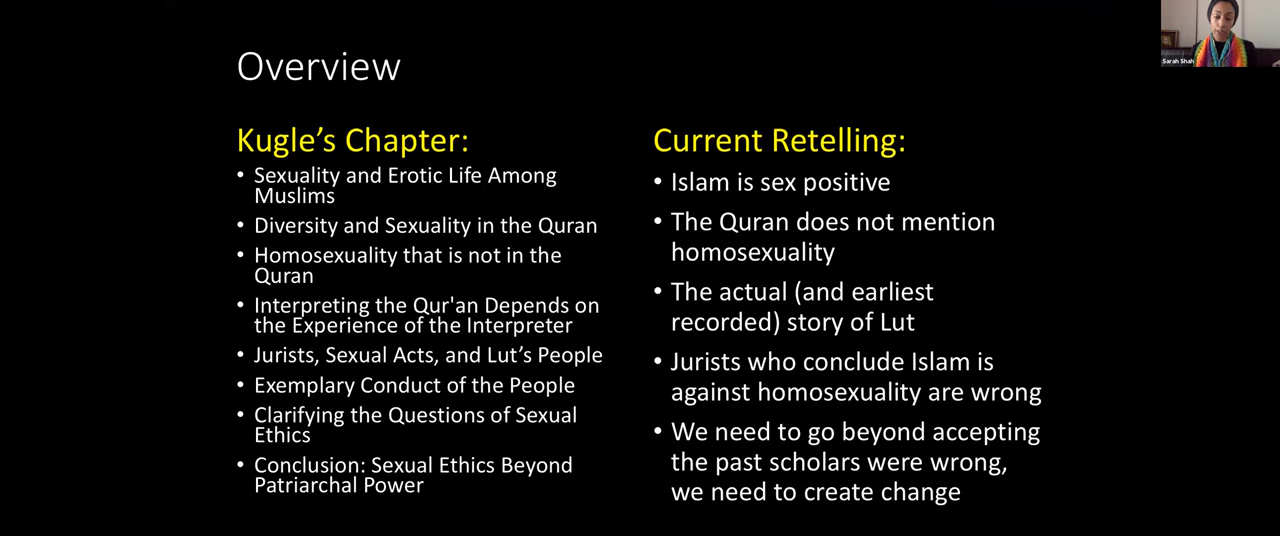 Overview
Kugle's Chapter:
• Sexuality and Erotic Life Among
Muslims
• Diversity and Sexuality in the Quran
• Homosexuality that is not in the
Quran
• Interpreting the Qur'an Depends on
the Experience of the Interpreter
• Jurists, Sexual Acts, and Lut's People
• Exemplary Conduct of the People
• Clarifying the Questions of Sexual
Ethics
• Conclusion: Sexual Ethics Beyond
Patriarchal Power
Current Retelling:
• Islam is sex positive
• The Quran does not mention
homosexuality
• The actual (and earliest
recorded) story of Lut
• Jurists who conclude Islam is
against homosexuality are wrong
• We need to go beyond accepting
the past scholars were wrong,
we need to create change
Sarah Shah